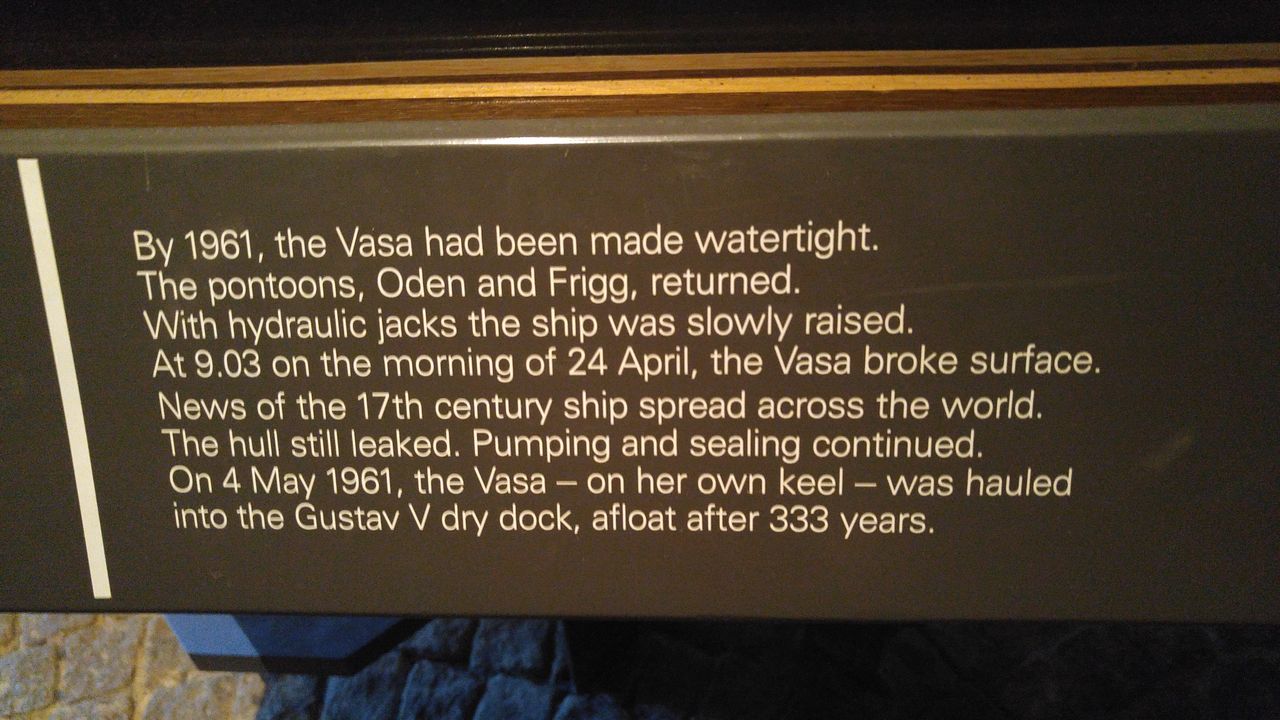 By 1961, the Vasa had been made watertight.
The pontoons, Oden and Frigg, returned.
With hydraulic jacks the ship was slowly raised.
At 9.03 on the morning of 24 April, the Vasa broke surface.
News of the 17th century ship spread across the world.
The hull still leaked. Pumping and sealing continued.
On 4 May 1961, the Vasa – on her own keel – was hauled
into the Gustav V dry dock, afloat after 333 years.